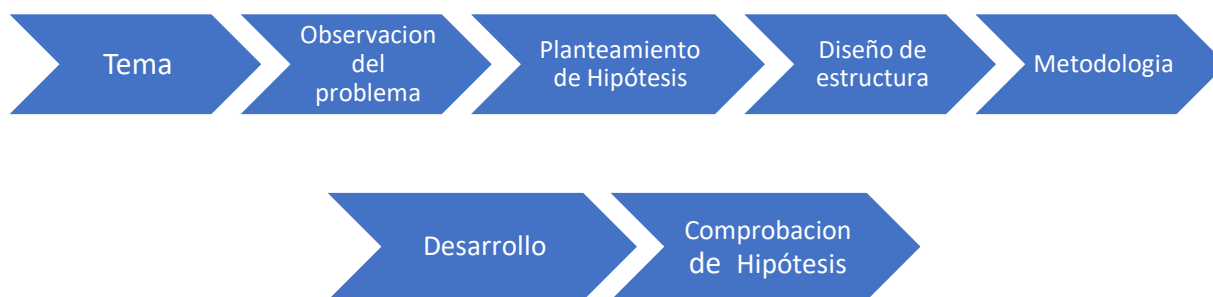 Tema
Observacion
del
problema
Planteamiento
de Hipótesis
Diseño de
estructura
Metodologia
Desarrollo
Comprobacion
de Hipótesis